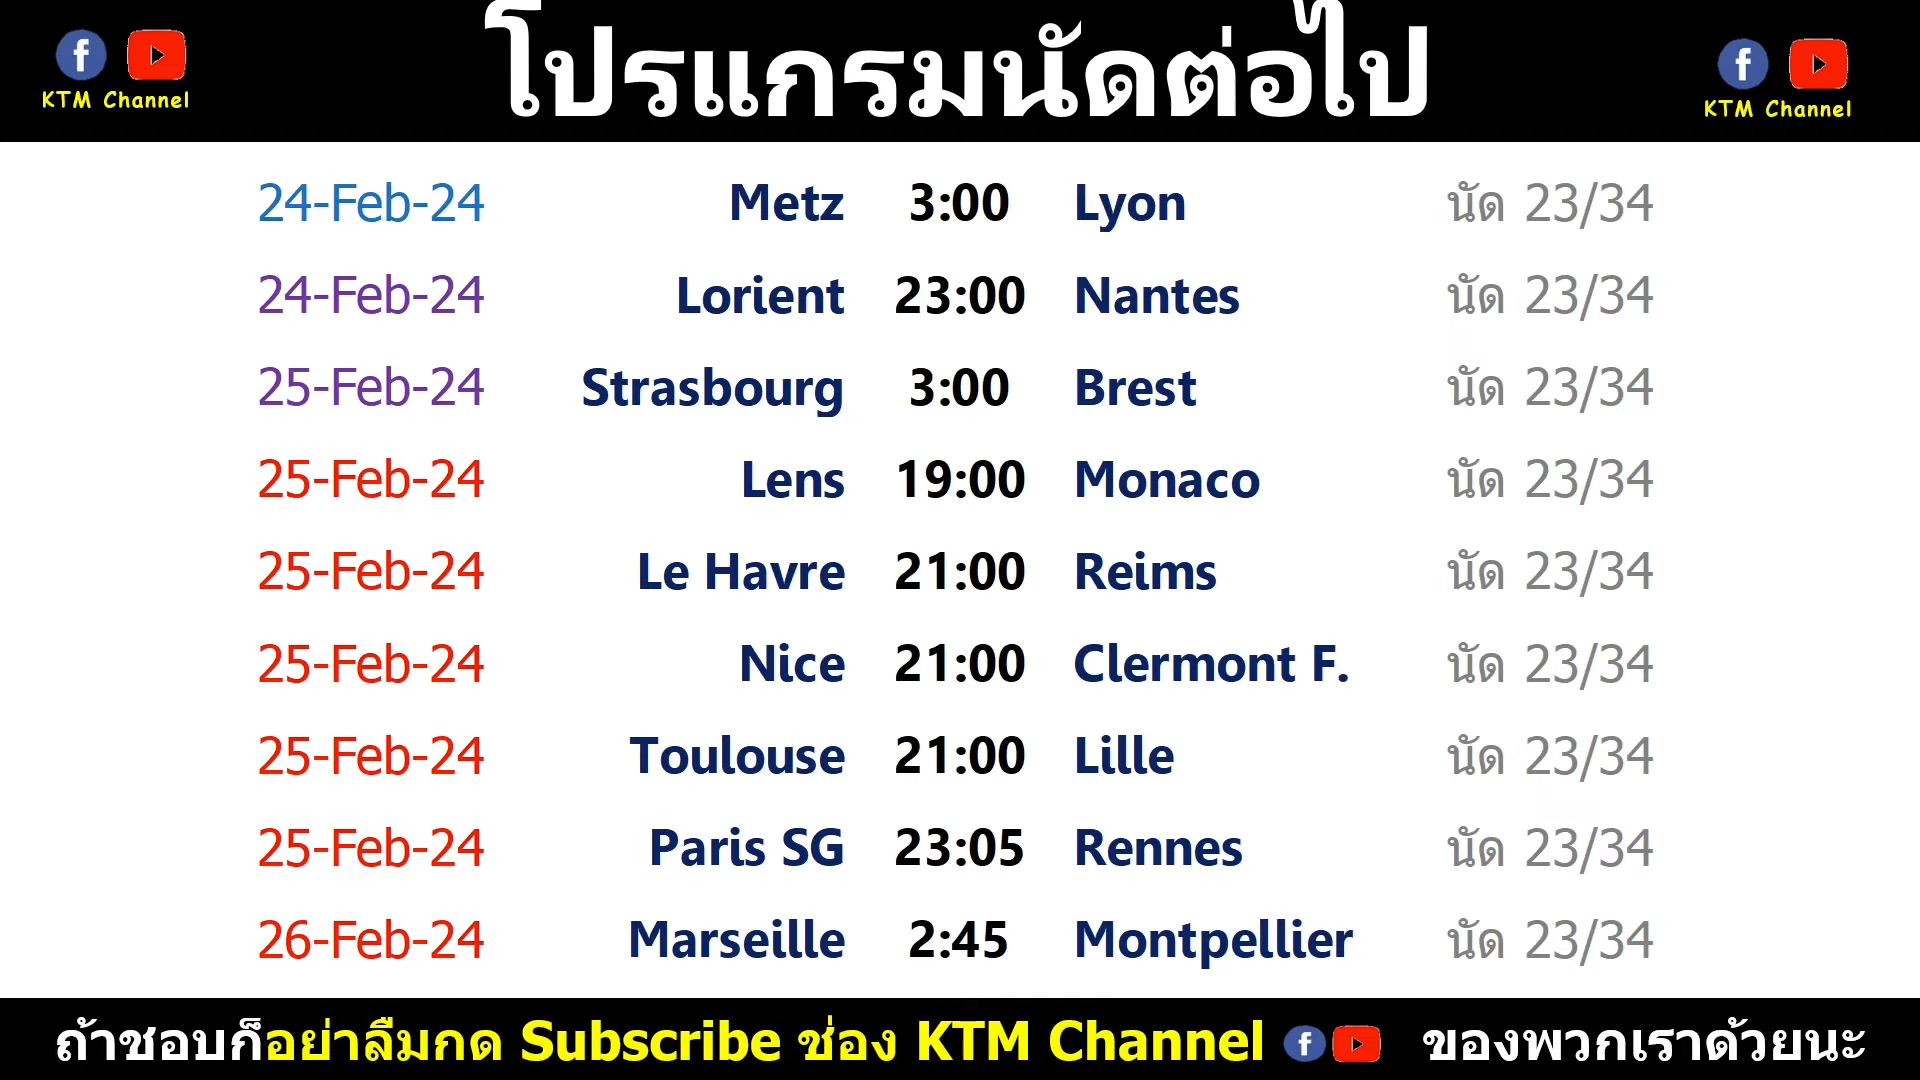 โปรแกรมนัดต่อไป
KTM Channel
KTM Channel
24-Feb-24 Metz 3:00 Lyon นัด 23/34
24-Feb-24 Lorient 23:00 Nantes นัด 23/34
25-Feb-24 Strasbourg 3:00 Brest นัด 23/34
25-Feb-24 Lens 19:00 Monaco นัด 23/34
25-Feb-24 Le Havre 21:00 Reims นัด 23/34
25-Feb-24 Nice 21:00 Clermont F. นัด 23/34
25-Feb-24 Toulouse 21:00 Lille นัด 23/34
25-Feb-24 Paris SG 23:05 Rennes นัด 23/34
26-Feb-24 Marseille 2:45 Montpellier นัด 23/34
ถ้าชอบก็อย่าลืมกด Subscribe ช่อง KTM Channel ของพวกเราด้วยนะ